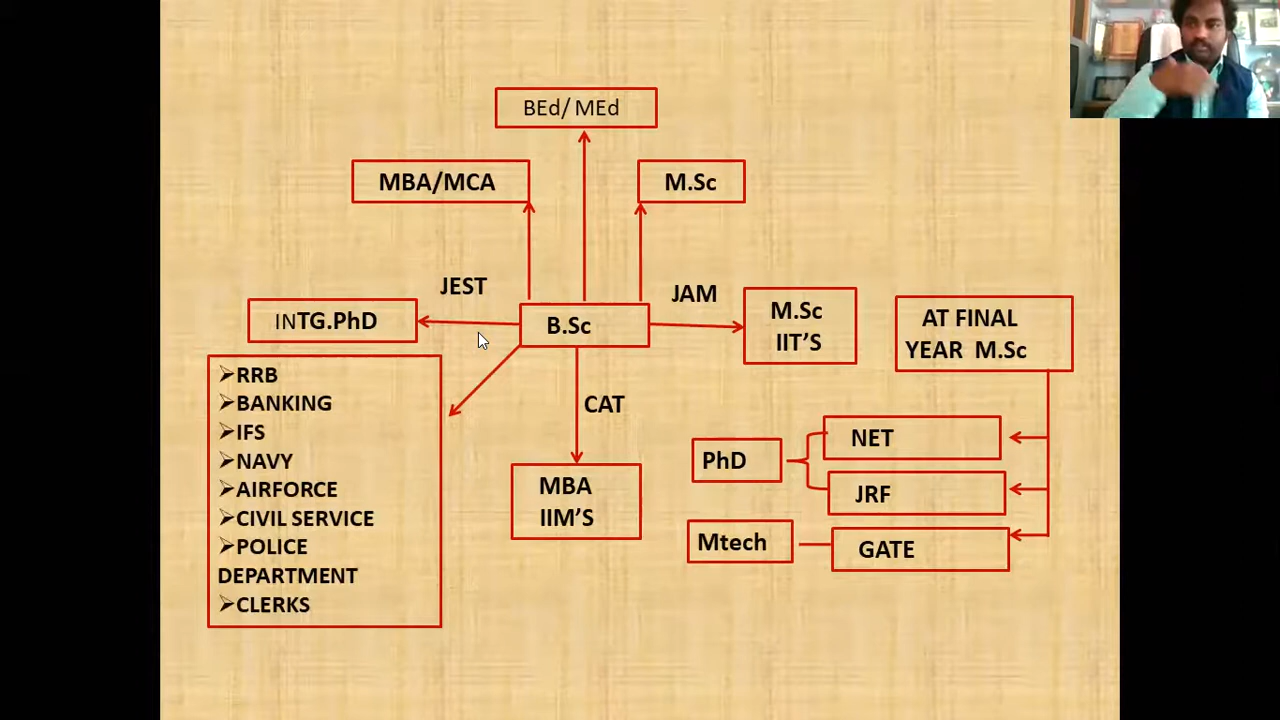 BEd/ MEd
MBA/MCA
M.Sc
JEST
JAM
INTG.PhD
B.Sc
M.Sc
IIT'S
AT FINAL
YEAR M.Sc
➢RRB
➢BANKING
➢IFS
➢NAVY
➢AIRFORCE
➢CIVIL SERVICE
➢POLICE
DEPARTMENT
➢CLERKS
CAT
MBA
IIM'S
PhD
NET
JRF
Mtech
GATE